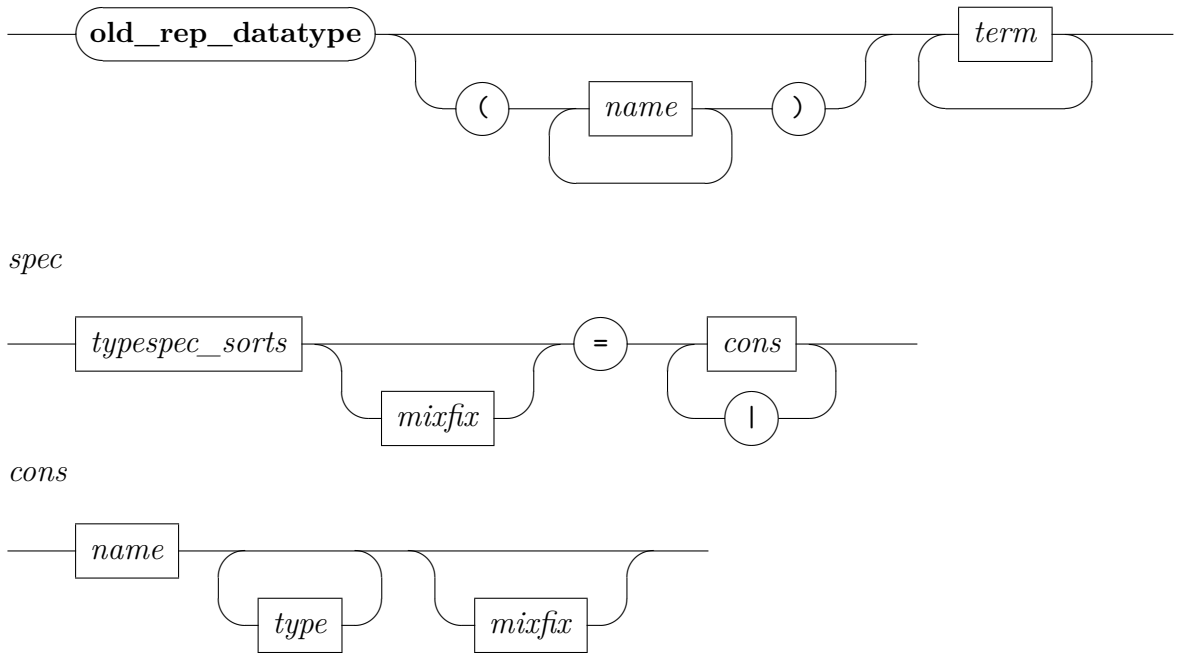 old_rep_datatype term
( name )
spec
typespec_sorts = cons
mixfix |
cons
name
type mixfix